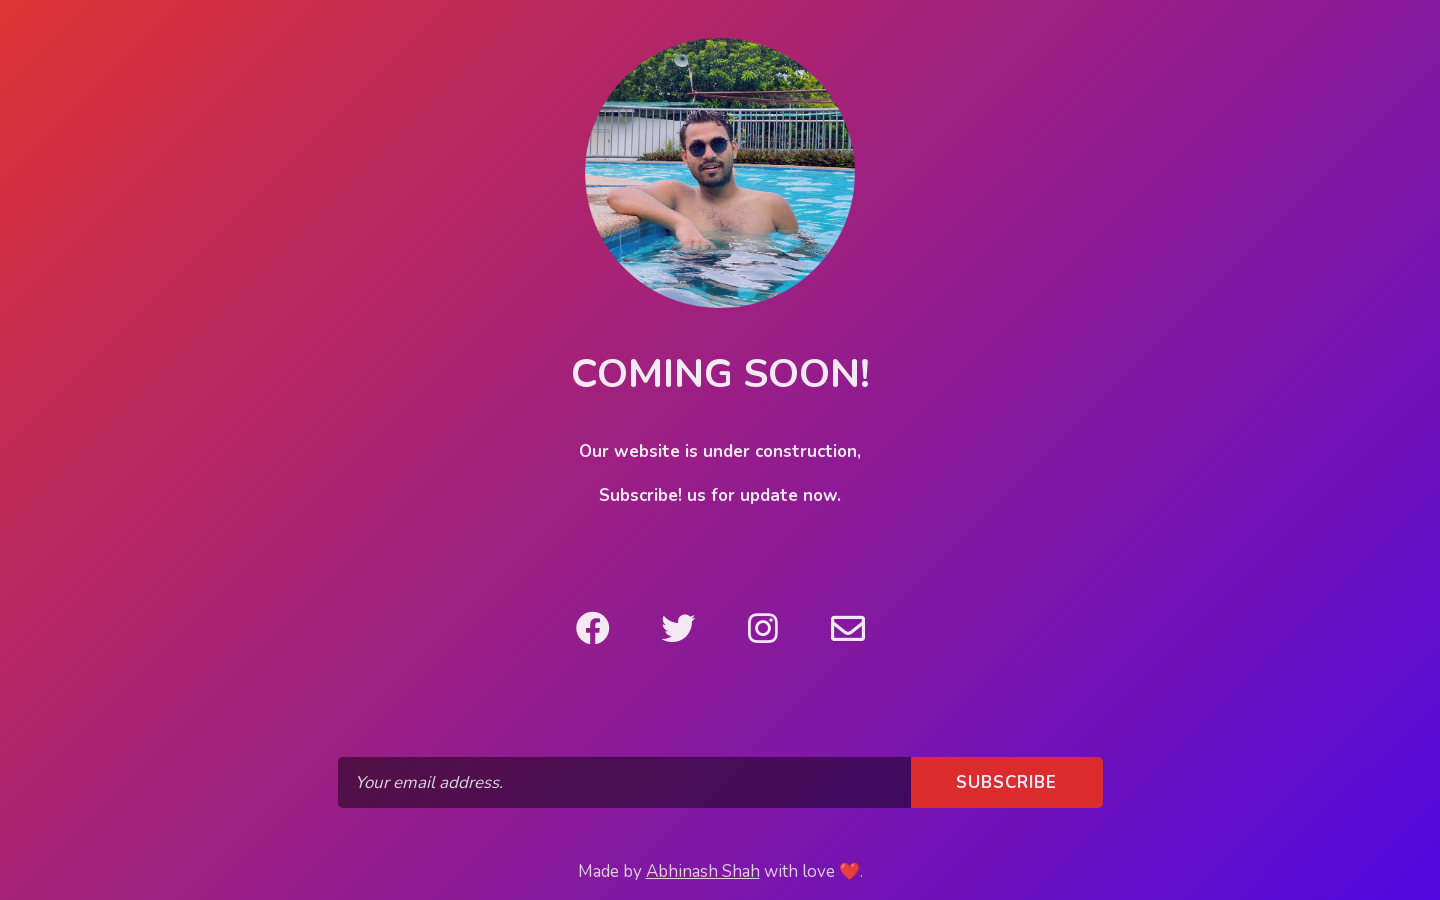 COMING SOON!
Our website is under construction,
Subscribe! us for update now.
Your email address.
SUBSCRIBE
Made by Abhinash Shah with love ❤️.